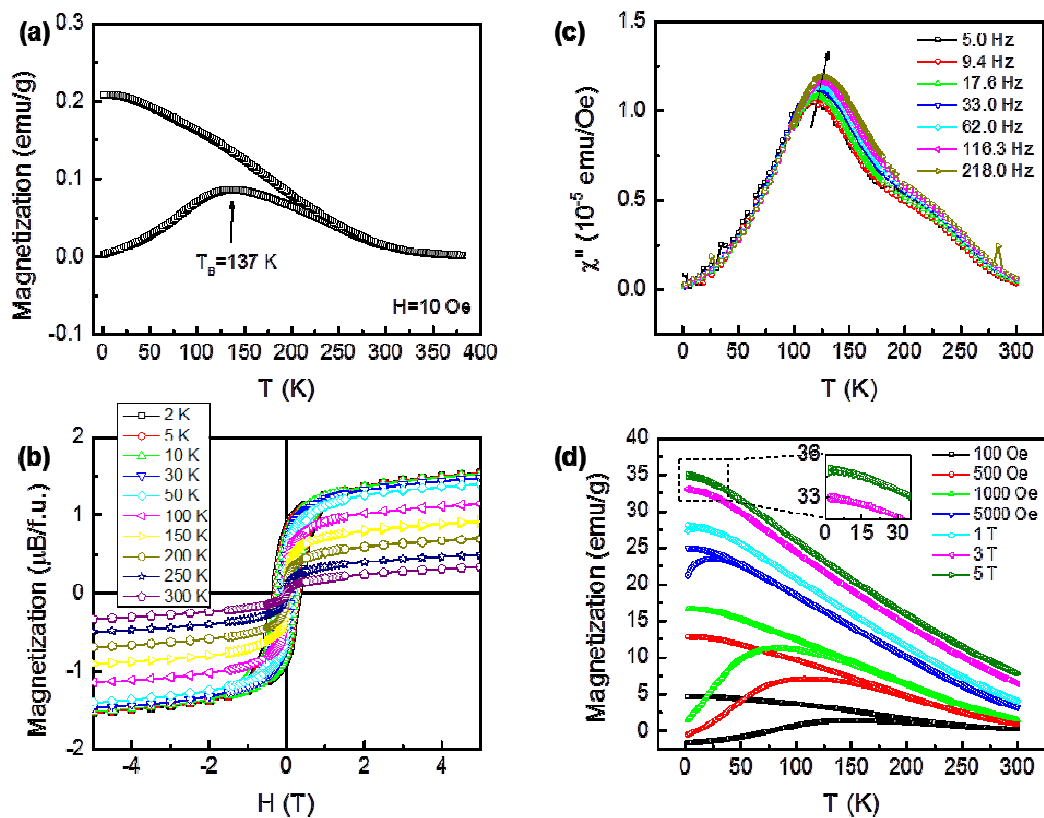 (a)
0.3
0.2
0.1
0.0
-0.1
Magnetization (emu/g)
T_B=137 K
H=10 Oe
0 50 100 150 200 250 300 350 400
T (K)
(c)
1.5
1.0
0.5
0.0
χ" (10⁻⁵ emu/Oe)
5.0 Hz
9.4 Hz
17.6 Hz
33.0 Hz
62.0 Hz
116.3 Hz
218.0 Hz
0 50 100 150 200 250 300
T (K)
(b)
2 K
5 K
10 K
30 K
50 K
100 K
150 K
200 K
250 K
300 K
2
1
0
-1
-2
Magnetization (μB/f.u.)
-4 -2 0 2 4
H (T)
(d)
40
35
30
25
20
15
10
5
0
Magnetization (emu/g)
36
33
0 15 30
100 Oe
500 Oe
1000 Oe
5000 Oe
1 T
3 T
5 T
0 50 100 150 200 250 300
T (K)